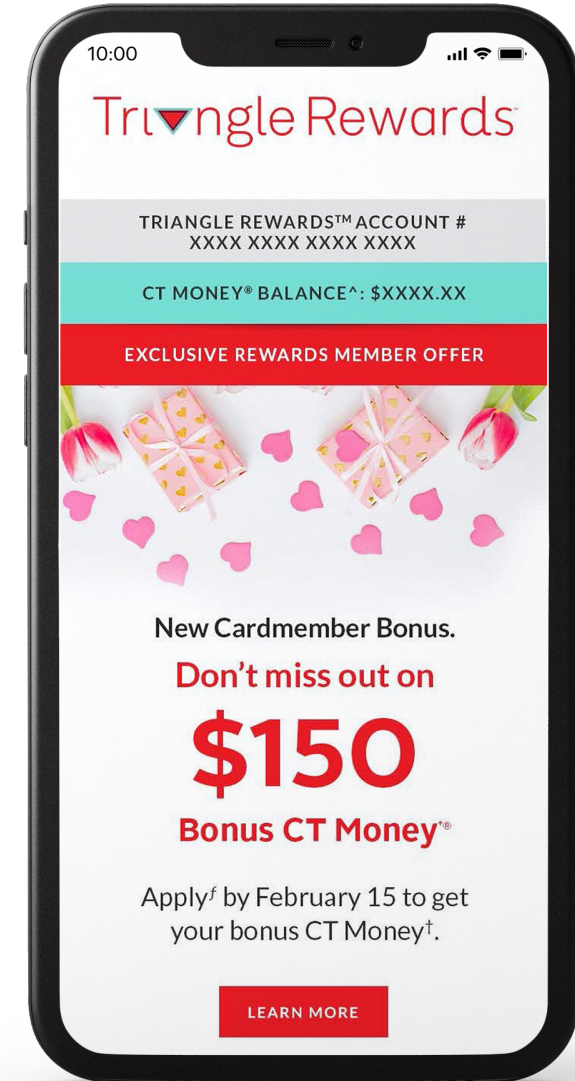 10:00
Triangle Rewards™
TRIANGLE REWARDS™ ACCOUNT #
XXXX XXXX XXXX XXXX
CT MONEY® BALANCE^: $XXXX.XX
EXCLUSIVE REWARDS MEMBER OFFER
New Cardmember Bonus.
Don't miss out on
$150
Bonus CT Money†®
Applyƒ by February 15 to get
your bonus CT Money†.
LEARN MORE